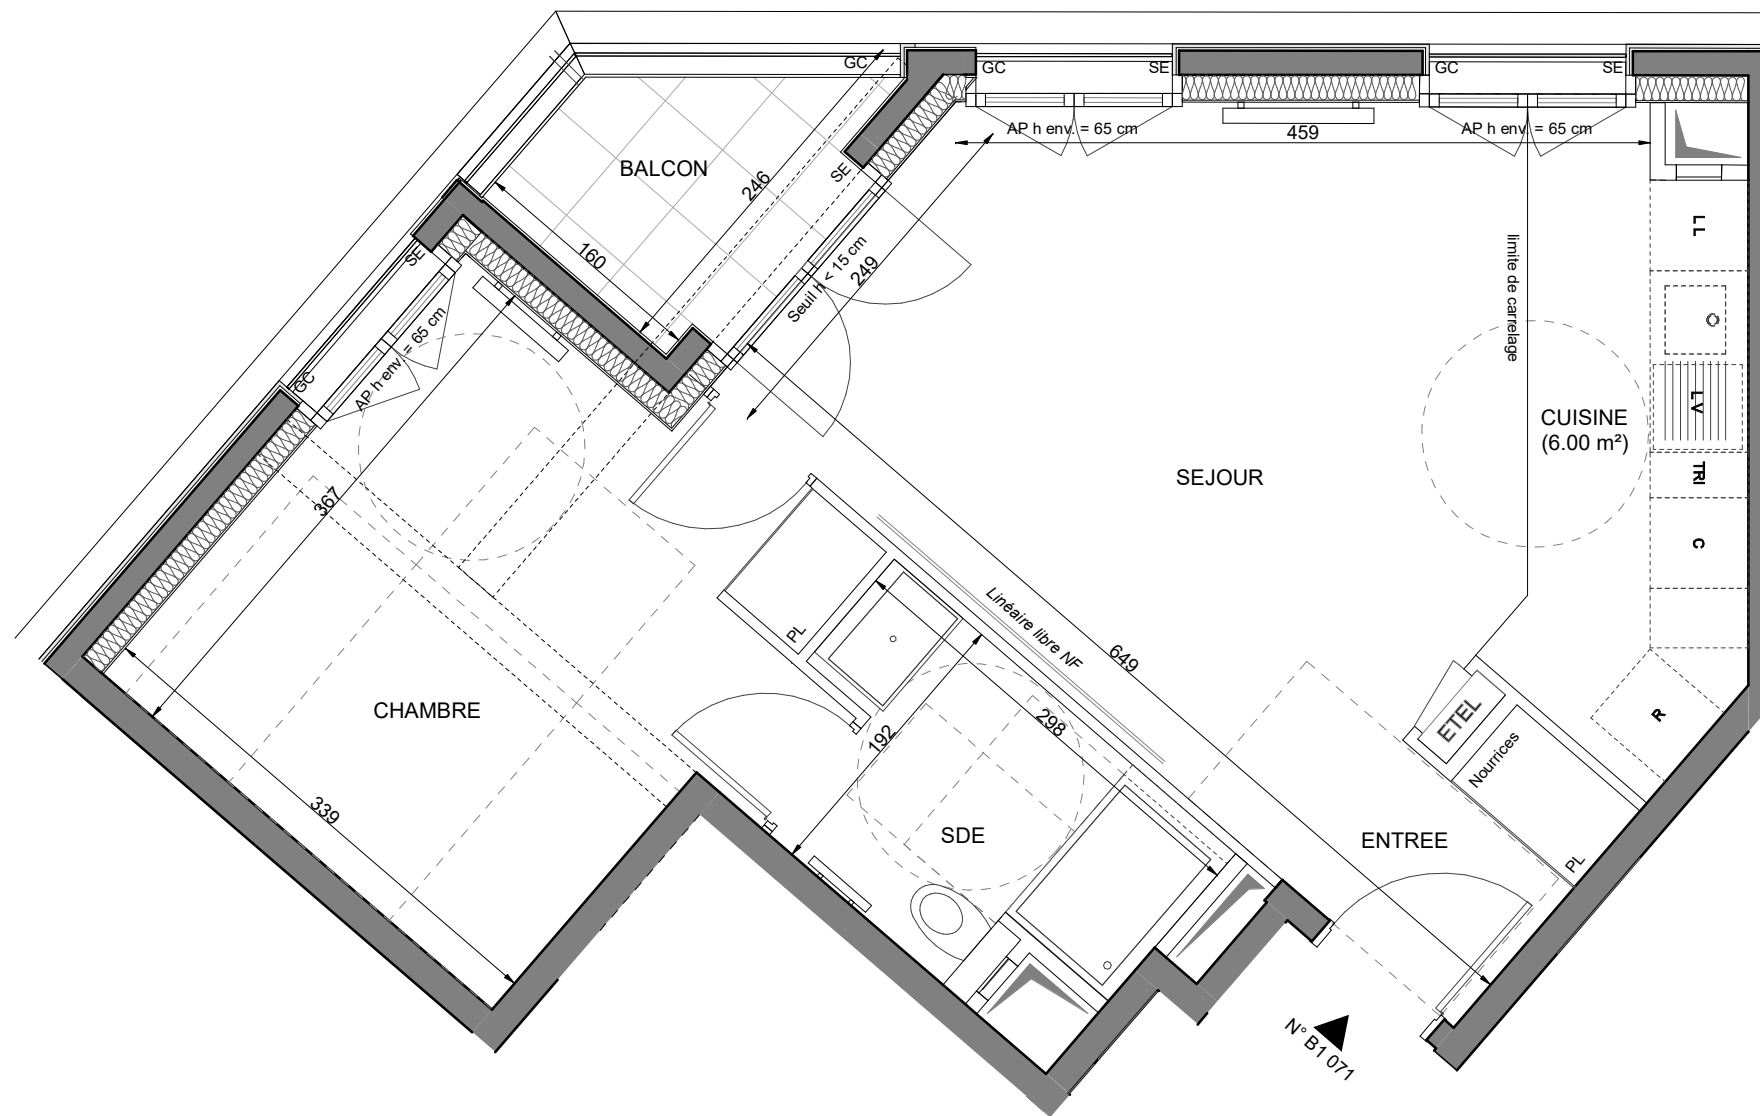 GC
GC
SE
GC
SE
AP h env. = 65 cm
459
AP h env. = 65 cm
BALCON
246
SE
160
SE
Seuil h < 15 cm
249
LL
limite de carrelage
GC
AP h env. = 65 cm
LV
CUISINE
(6.00 m²)
TRI
SEJOUR
367
C
Linéaire libre NF
PL
649
CHAMBRE
192
298
ETEL
R
Nourrices
339
SDE
ENTREE
PL
N° B1 071